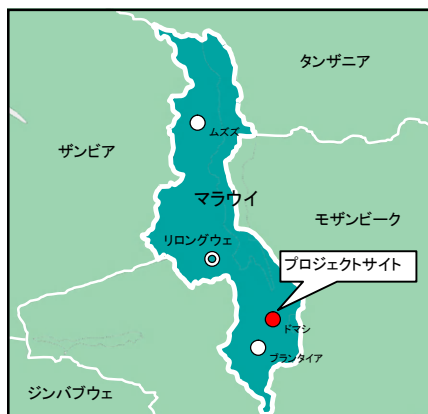 タンザニア
ムズズ
ザンビア
マラウイ
モザンビーク
リロングウェ
プロジェクトサイト
ドマシ
ブランタイア
ジンバブウェ